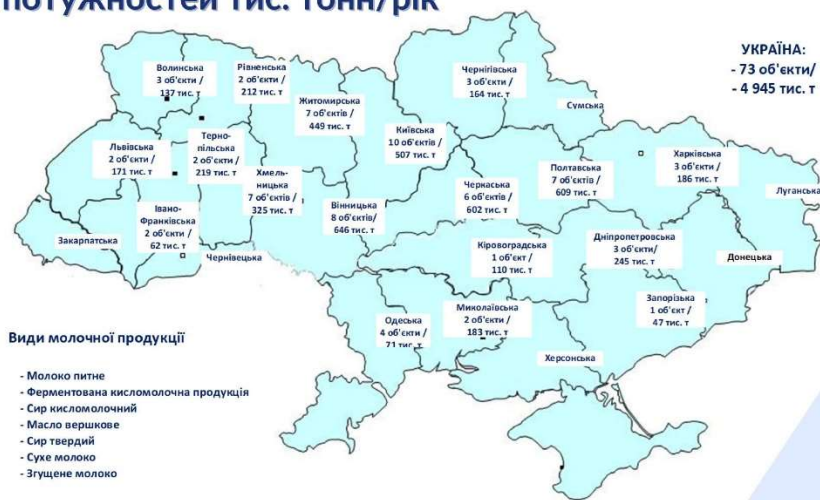 потужностей тис. тонн/рік
УКРАЇНА:
- 73 об'єкти/
- 4 945 тис. т
Волинська
3 об'єкти /
137 тис. т
Рівненська
2 об'єкти /
212 тис. т
Житомирська
7 об'єктів /
449 тис. т
Київська
10 об'єктів /
507 тис. т
Чернігівська
3 об'єкти /
164 тис. т
Сумська
Львівська
2 об'єкти /
171 тис. т
Терно-
пільська
2 об'єкти /
219 тис. т
Хмель-
ницька
7 об'єктів /
325 тис. т
Вінницька
8 об'єктів/
646 тис. т
Черкаська
6 об'єктів /
602 тис. т
Полтавська
7 об'єктів /
609 тис. т
Харківська
3 об'єкти /
186 тис. т
Луганська
Закарпатська
Івано-
Франківська
2 об'єкти /
62 тис. т
Чернівецька
Кіровоградська
1 об'єкт /
110 тис. т
Дніпропетровська
3 об'єкти/
245 тис. т
Донецька
Одеська
4 об'єкти /
71 тис. т
Миколаївська
2 об'єкти /
183 тис. т
Запорізька
1 об'єкт /
47 тис. т
Херсонська
Види молочної продукції
- Молоко питне
- Ферментована кисломолочна продукція
- Сир кисломолочний
- Масло вершкове
- Сир твердий
- Сухе молоко
- Згущене молоко